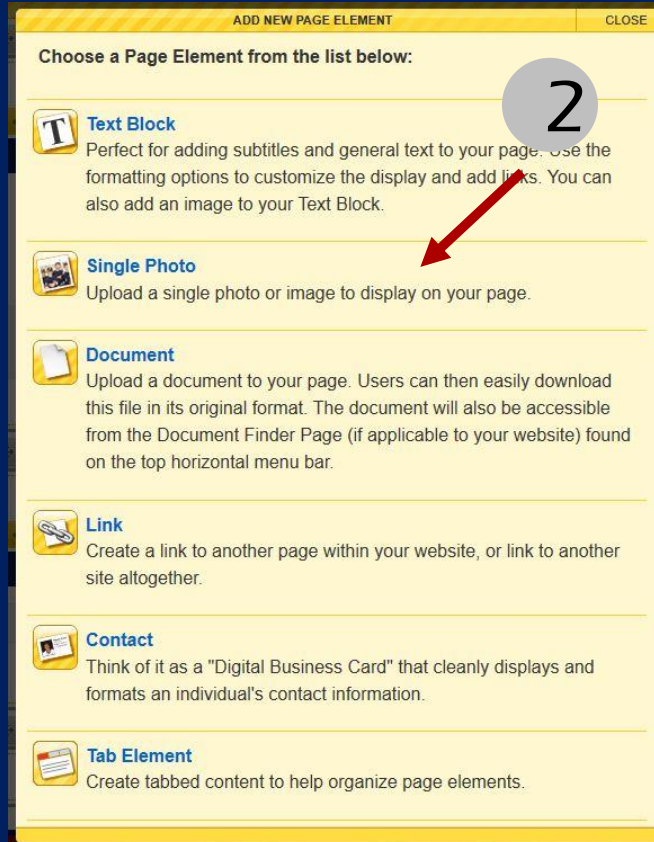 ADD NEW PAGE ELEMENT
CLOSE
Choose a Page Element from the list below:
2
T
Text Block
Perfect for adding subtitles and general text to your page. Use the
formatting options to customize the display and add links. You can
also add an image to your Text Block.
Single Photo
Upload a single photo or image to display on your page.
Document
Upload a document to your page. Users can then easily download
this file in its original format. The document will also be accessible
from the Document Finder Page (if applicable to your website) found
on the top horizontal menu bar.
Link
Create a link to another page within your website, or link to another
site altogether.
Contact
Think of it as a "Digital Business Card" that cleanly displays and
formats an individual's contact information.
Tab Element
Create tabbed content to help organize page elements.